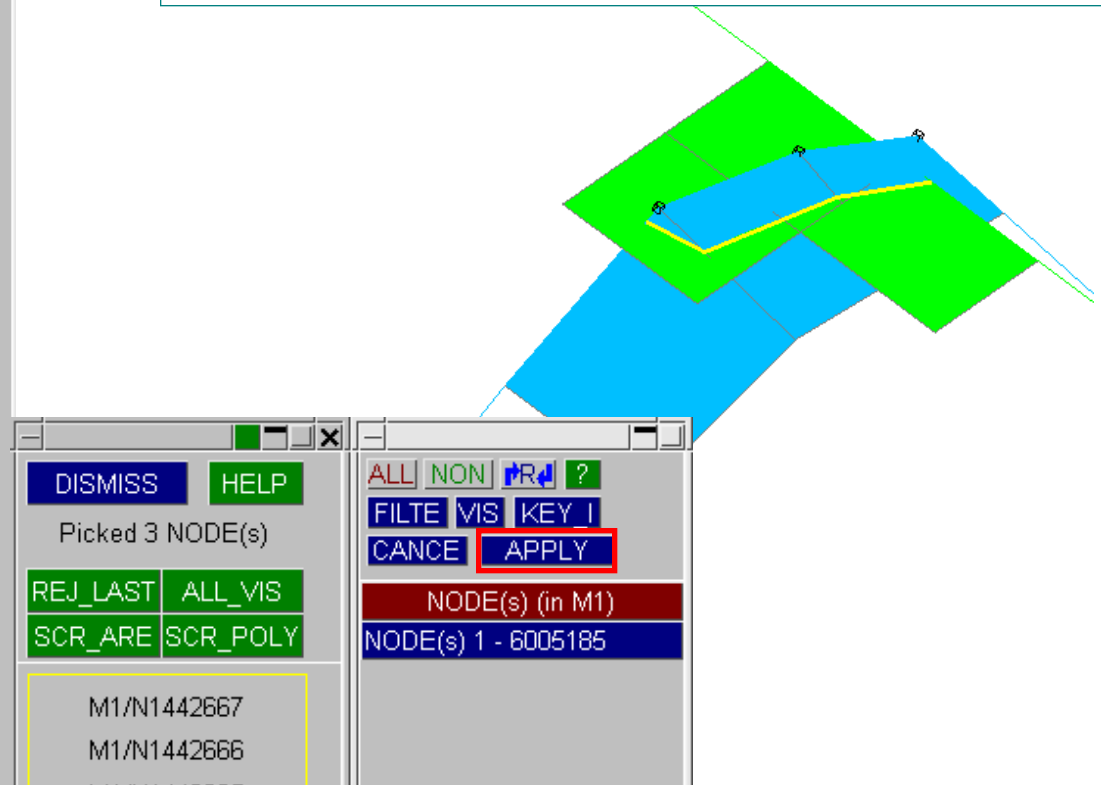 DISMISS HELP
Picked 3 NODE(s)
REJ_LAST ALL_VIS
SCR_ARE SCR_POLY
M1/N1442667
M1/N1442666
ALL NON R ?
FILTE VIS KEY_I
CANCE APPLY
NODE(s) (in M1)
NODE(s) 1 - 6005185